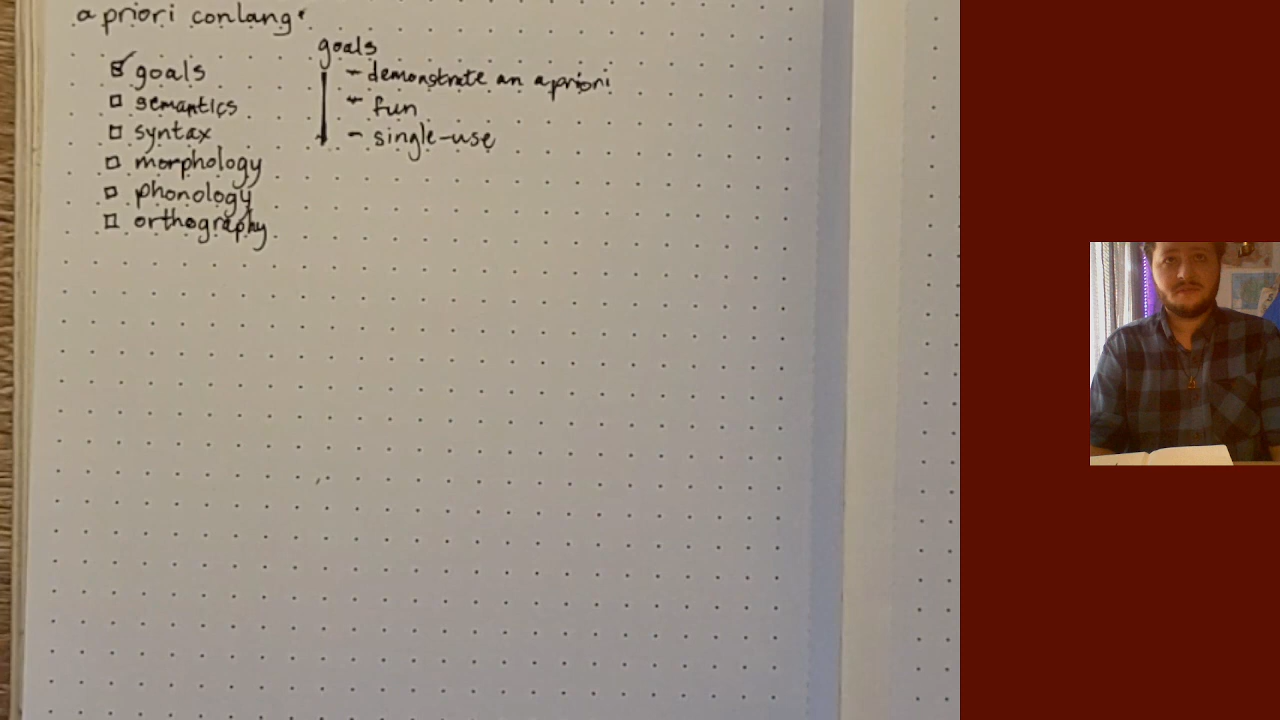 a priori conlang
goals
semantics
syntax
morphology
phonology
orthography
goals
- demonstrate an a priori
- fun
- single-use